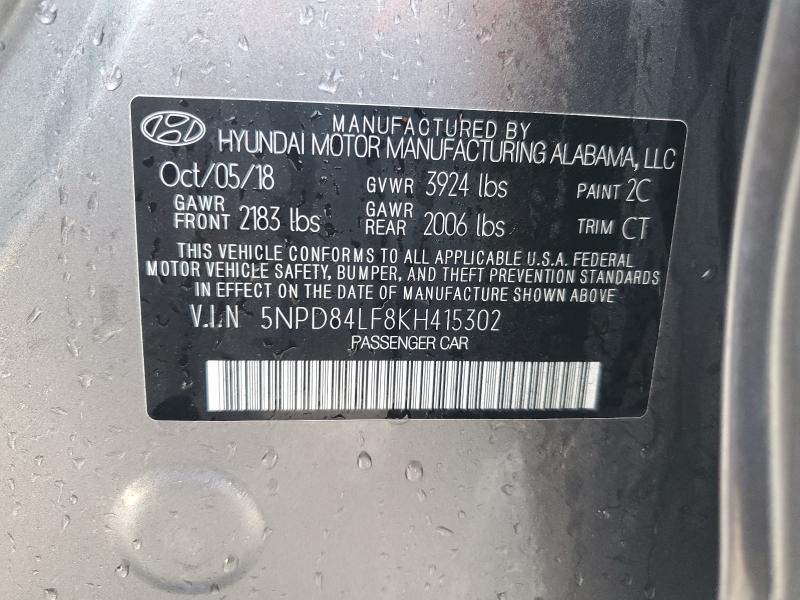 MANUFACTURED BY
HYUNDAI MOTOR MANUFACTURING ALABAMA, LLC
Oct/05/18 GVWR 3924 lbs PAINT 2C
GAWR FRONT 2183 lbs GAWR REAR 2006 lbs TRIM CT
THIS VEHICLE CONFORMS TO ALL APPLICABLE U.S.A. FEDERAL
MOTOR VEHICLE SAFETY, BUMPER, AND THEFT PREVENTION STANDARDS
IN EFFECT ON THE DATE OF MANUFACTURE SHOWN ABOVE
V.I.N 5NPD84LF8KH415302
PASSENGER CAR